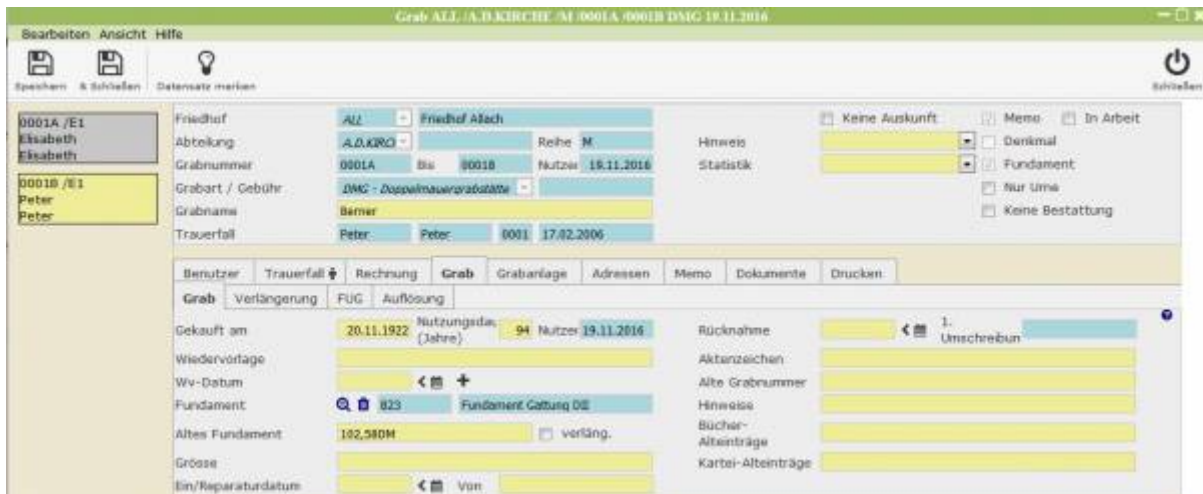 Grab ALL /A.D.KIRCHE /M /0001A /0001B DMG 19.11.2016
Bearbeiten Ansicht Hilfe
Speichern & Schließen Datensatz merken Schließen
0001A /E1
Elisabeth
Elisabeth
0001B /E1
Peter
Peter
Friedhof ALL Friedhof Allach Keine Auskunft Memo In Arbeit
Abteilung A.D.KIRC Reihe M Hinweis Denkmal
Grabnummer 0001A Bis 0001B Nutzer 19.11.2016 Statistik Fundament
Grabart / Gebühr DMG - Doppelmauergrabstätte Nur Urne
Grabname Berner Keine Bestattung
Trauerfall Peter Peter 0001 17.02.2006
Benutzer Trauerfall Rechnung Grab Grabanlage Adressen Memo Dokumente Drucken
Grab Verlängerung FUG Auflösung
Gekauft am 20.11.1922 Nutzungsdau (Jahre) 94 Nutzer 19.11.2016 Rücknahme 1. Umschreibun
Wiedervorlage Aktenzeichen
Wv-Datum Alte Grabnummer
Fundament 823 Fundament Gattung DII Hinweise
Altes Fundament 102,58DM verläng. Bücher-Alteinträge
Grösse Kartei-Alteinträge
Ein/Reparaturdatum Von